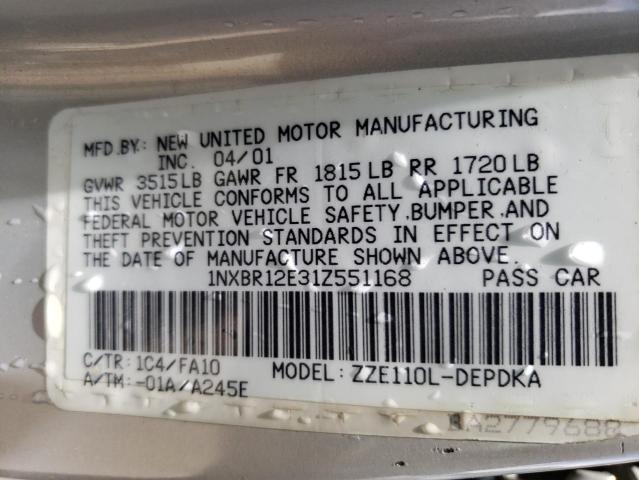 MFD.BY: NEW UNITED MOTOR MANUFACTURING
INC. 04/01
GVWR 3515LB GAWR FR 1815LB RR 1720LB
THIS VEHICLE CONFORMS TO ALL APPLICABLE
FEDERAL MOTOR VEHICLE SAFETY.BUMPER.AND
THEFT PREVENTION STANDARDS IN EFFECT ON
THE DATE OF MANUFACTURE SHOWN ABOVE.
1NXBR12E31Z551168 PASS CAR
C/TR: 1C4/FA10 MODEL: ZZE110L-DEPDKA
A/TM: -01A/A245E